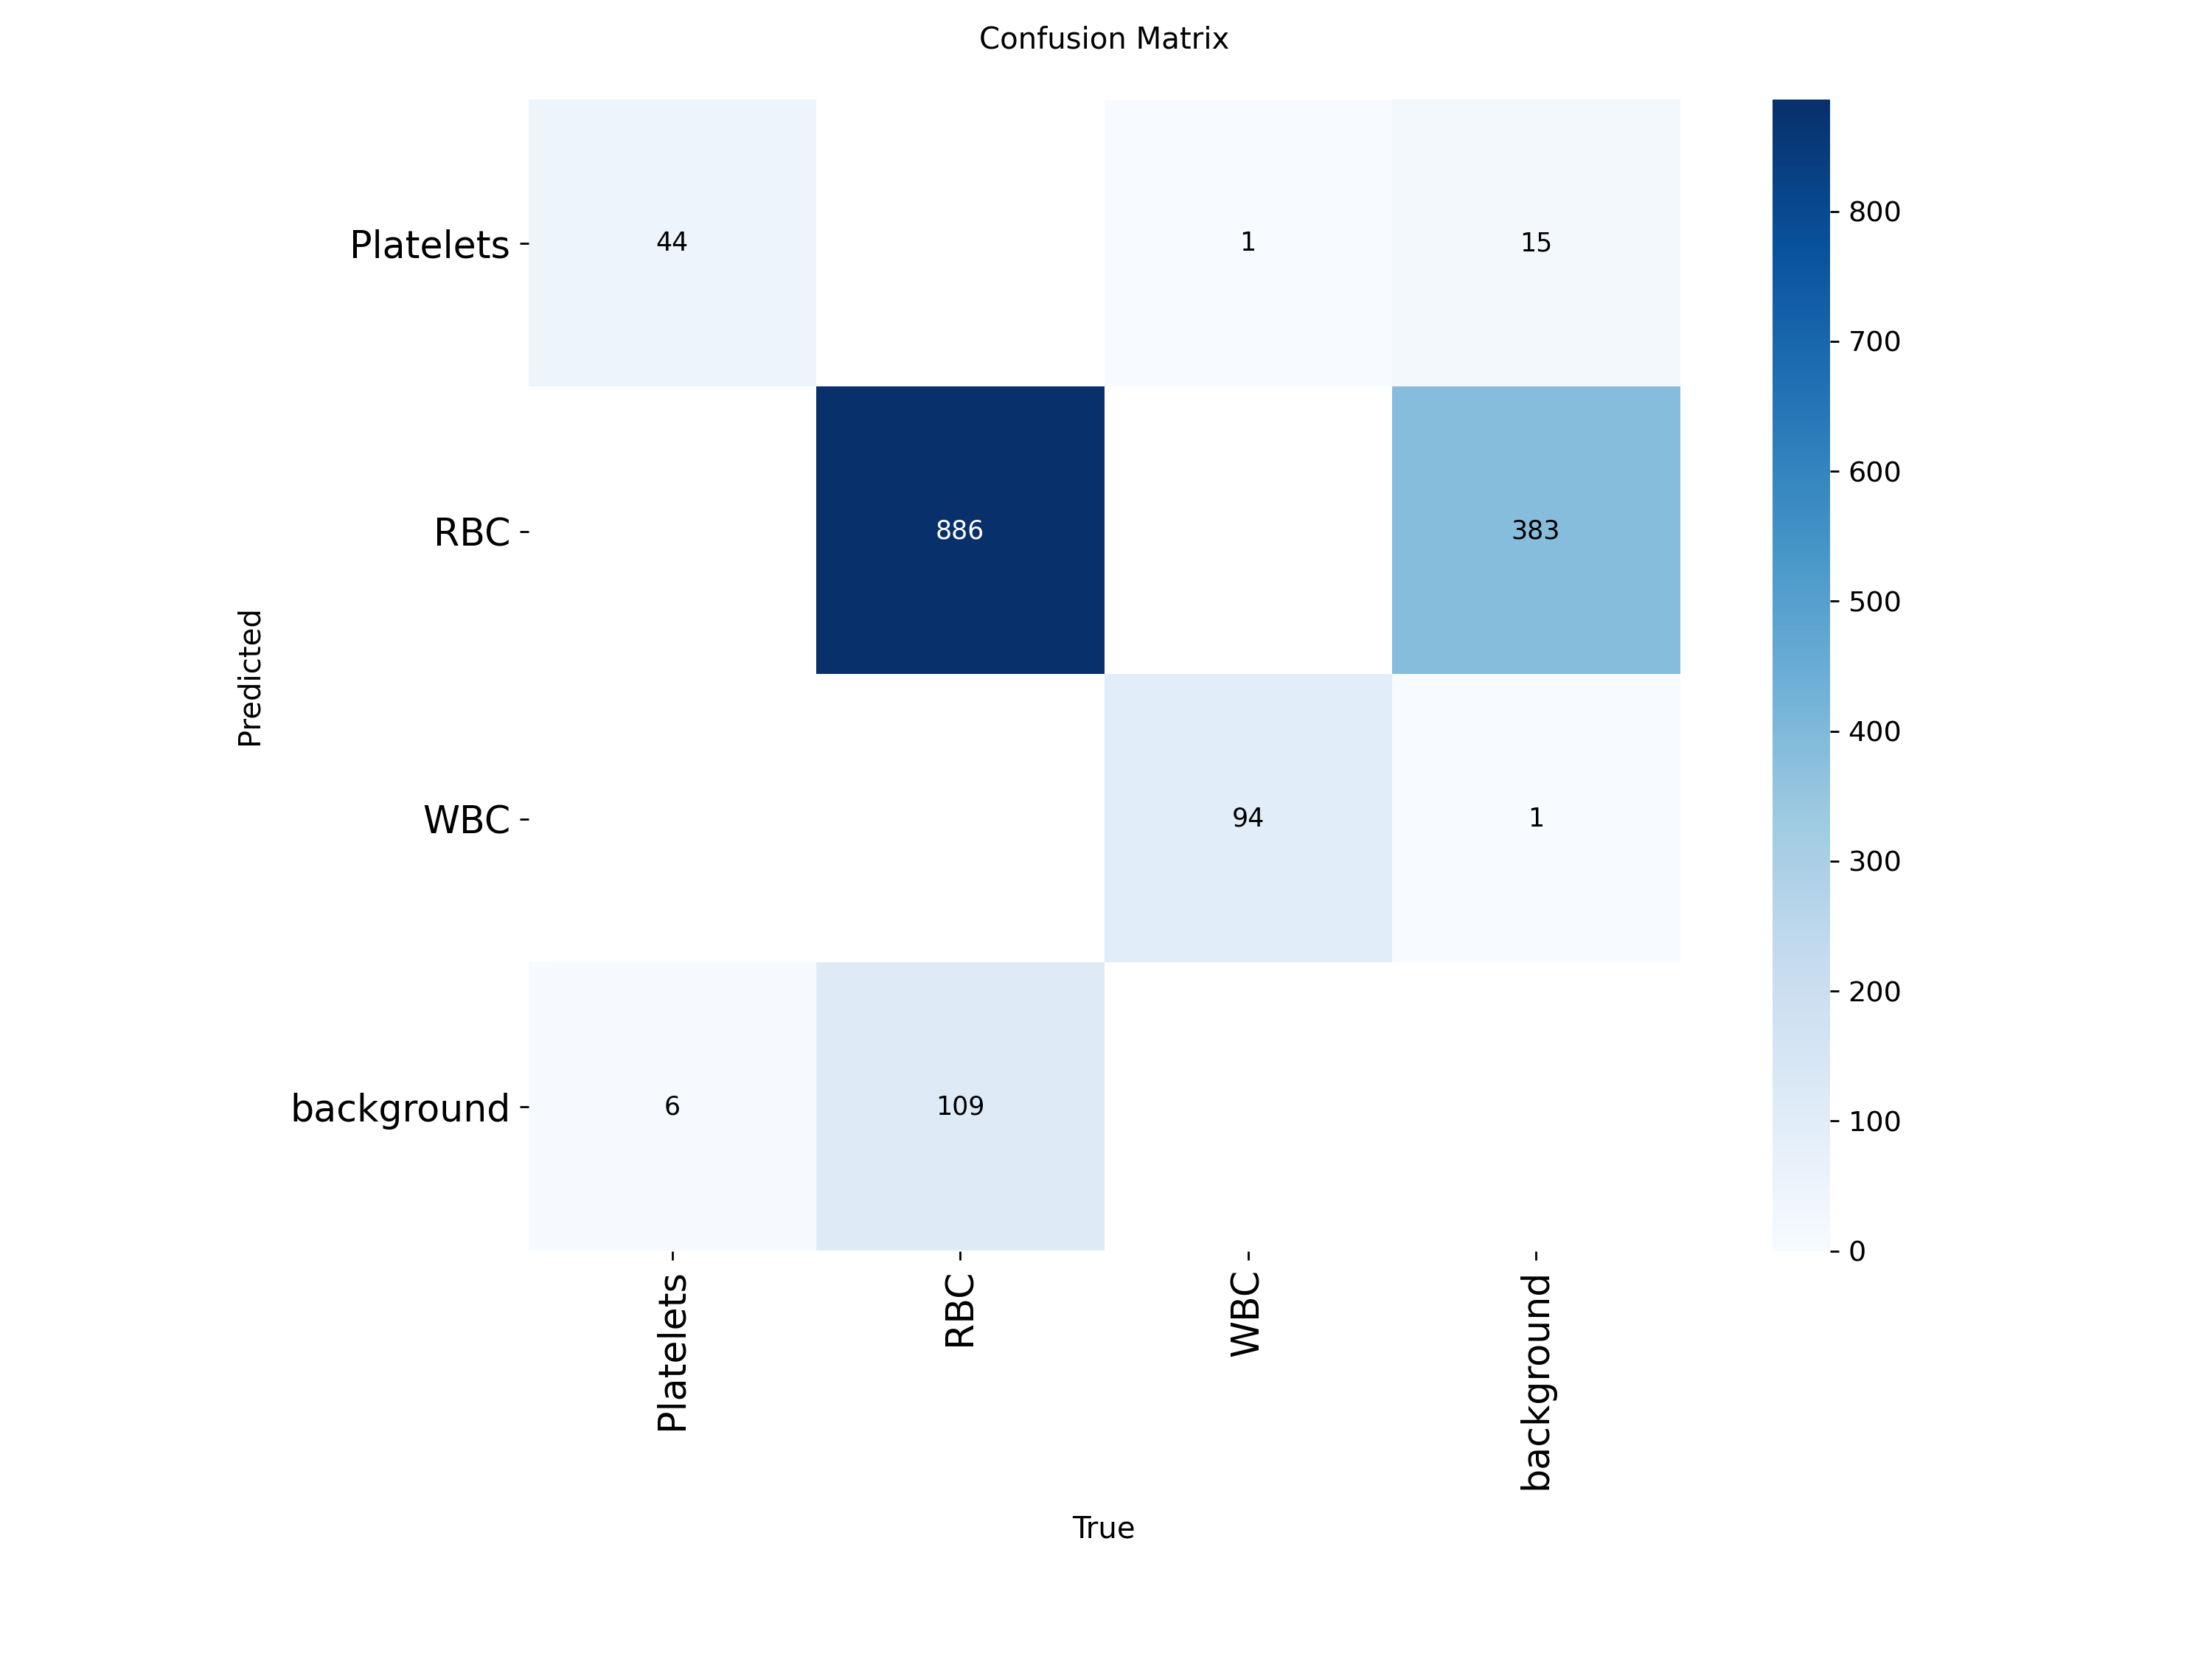 Confusion Matrix
Platelets
44
1
15
RBC
886
383
WBC
94
1
background
6
109
Predicted
Platelets
RBC
WBC
background
True
800
700
600
500
400
300
200
100
0